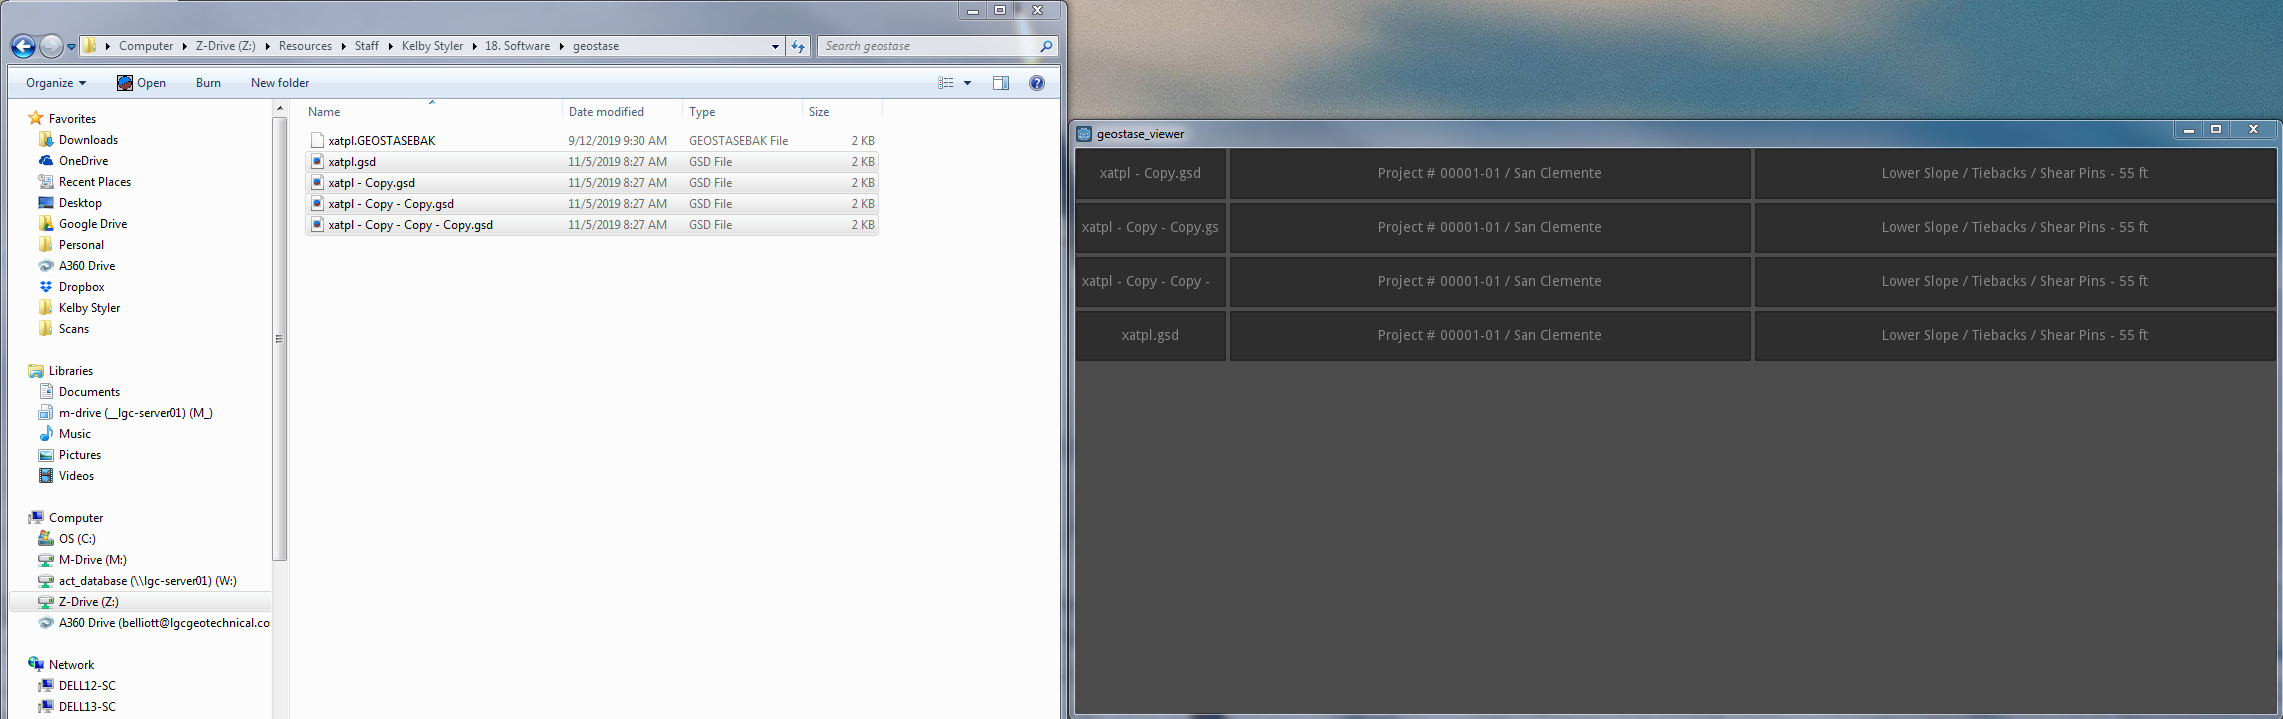 Computer Z-Drive (Z:) Resources Staff Kelby Styler 18. Software geostase
Search geostase
Organize Open Burn New folder
Favorites
Downloads
OneDrive
Recent Places
Desktop
Google Drive
Personal
A360 Drive
Dropbox
Kelby Styler
Scans
Libraries
Documents
m-drive (__lgc-server01) (M_)
Music
Pictures
Videos
Computer
OS (C:)
M-Drive (M:)
act_database (\\lgc-server01) (W:)
Z-Drive (Z:)
A360 Drive (belliott@lgcgeotechnical.co
Network
DELL12-SC
DELL13-SC
Name Date modified Type Size
xatpl.GEOSTASEBAK 9/12/2019 9:30 AM GEOSTASEBAK File 2 KB
xatpl.gsd 11/5/2019 8:27 AM GSD File 2 KB
xatpl - Copy.gsd 11/5/2019 8:27 AM GSD File 2 KB
xatpl - Copy - Copy.gsd 11/5/2019 8:27 AM GSD File 2 KB
xatpl - Copy - Copy - Copy.gsd 11/5/2019 8:27 AM GSD File 2 KB
geostase_viewer
xatpl - Copy.gsd Project # 00001-01 / San Clemente Lower Slope / Tiebacks / Shear Pins - 55 ft
xatpl - Copy - Copy.gs Project # 00001-01 / San Clemente Lower Slope / Tiebacks / Shear Pins - 55 ft
xatpl - Copy - Copy - Project # 00001-01 / San Clemente Lower Slope / Tiebacks / Shear Pins - 55 ft
xatpl.gsd Project # 00001-01 / San Clemente Lower Slope / Tiebacks / Shear Pins - 55 ft